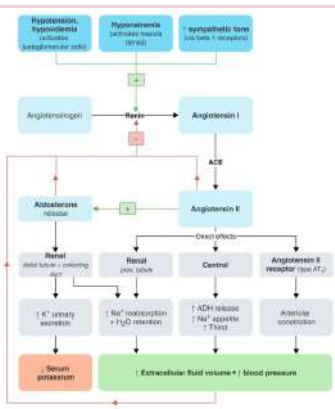 Hypotension,
hypovolemia
(activates
juxtaglomerular cells)
Hyponatremia
(activates macula
densa)
↑ sympathetic tone
(via beta 1 receptors)
+
Angiotensinogen
Renin
Angiotensin I
−
ACE
Aldosterone
release
+
Angiotensin II
Direct effects
Renal
distal tubule + collecting
duct
Renal
prox. tubule
Central
Angiotensin II
receptor (type AT₁)
↑ K⁺ urinary
secretion
↑ Na⁺ reabsorption
+ H₂O retention
↑ ADH release
↑ Na⁺ appetite
↑ Thirst
Arteriolar
constriction
↓ Serum
potassium
↑ Extracellular fluid volume + ↑ blood pressure